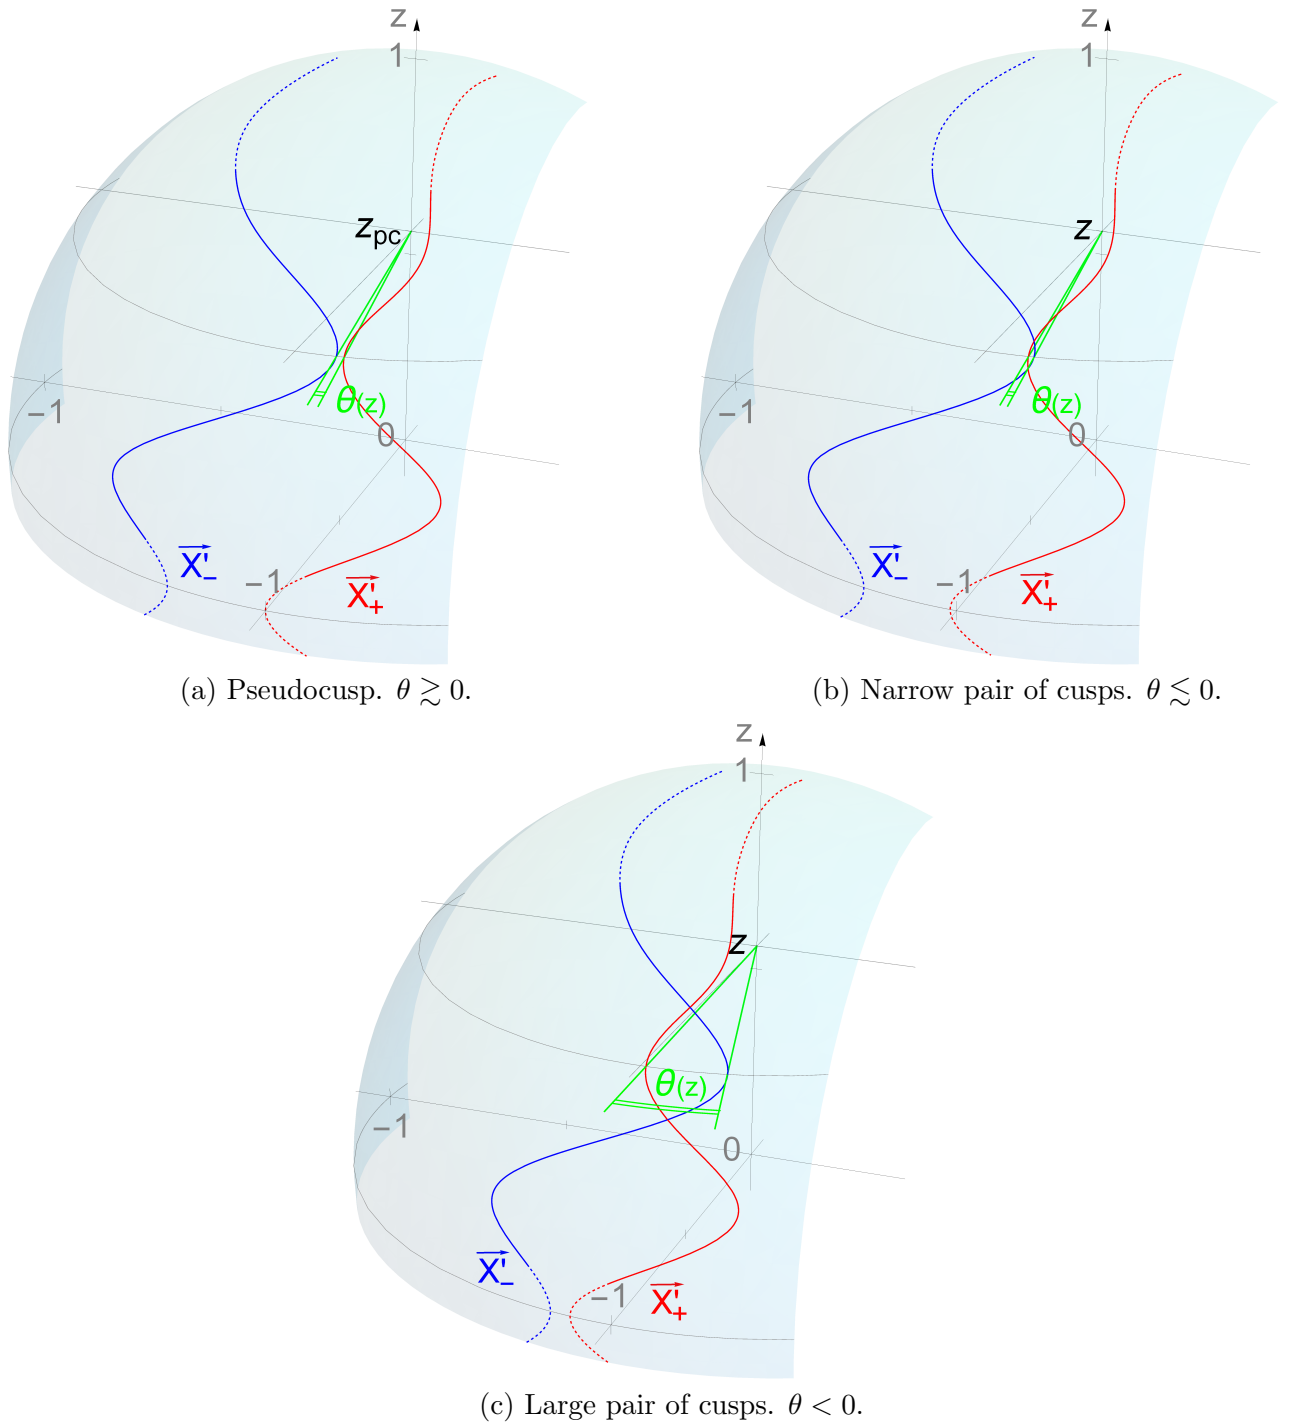 z
1
z_pc
θ(z)
−1
0
X'_−
−1
X'_+
(a) Pseudocusp. θ ≳ 0.
z
1
z
θ(z)
−1
0
X'_−
−1
X'_+
(b) Narrow pair of cusps. θ ≲ 0.
z
1
z
θ(z)
−1
0
X'_−
−1
X'_+
(c) Large pair of cusps. θ < 0.